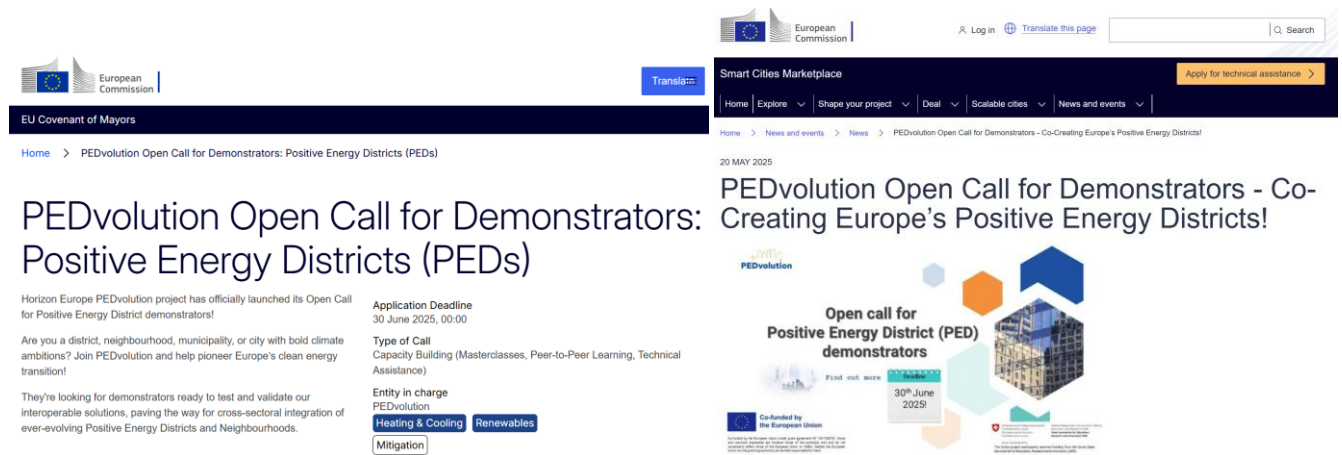 European
Commission
Translate
EU Covenant of Mayors
Home > PEDvolution Open Call for Demonstrators: Positive Energy Districts (PEDs)
PEDvolution Open Call for Demonstrators:
Positive Energy Districts (PEDs)
Horizon Europe PEDvolution project has officially launched its Open Call
for Positive Energy District demonstrators!
Are you a district, neighbourhood, municipality, or city with bold climate
ambitions? Join PEDvolution and help pioneer Europe's clean energy
transition!
They're looking for demonstrators ready to test and validate our
interoperable solutions, paving the way for cross-sectoral integration of
ever-evolving Positive Energy Districts and Neighbourhoods.
Application Deadline
30 June 2025, 00:00
Type of Call
Capacity Building (Masterclasses, Peer-to-Peer Learning, Technical
Assistance)
Entity in charge
PEDvolution
Heating & Cooling Renewables
Mitigation
European
Commission
Log in Translate this page Search
Smart Cities Marketplace
Apply for technical assistance >
Home Explore Shape your project Deal Scalable cities News and events
Home > News and events > News > PEDvolution Open Call for Demonstrators - Co-Creating Europe's Positive Energy Districts!
20 MAY 2025
PEDvolution Open Call for Demonstrators - Co-
Creating Europe's Positive Energy Districts!
PEDvolution
Open call for
Positive Energy District (PED)
demonstrators
Find out more
Deadline
30th June
2025!
Co-funded by
the European Union